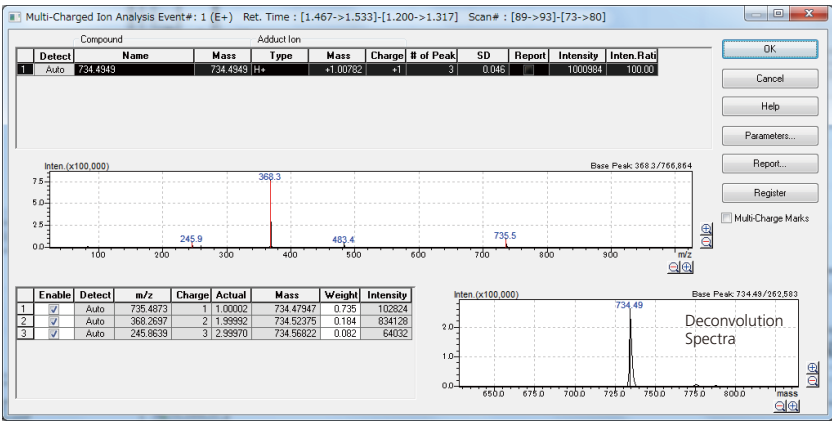 Multi-Charged Ion Analysis Event#: 1 (E+) Ret. Time : [1.467->1.533]-[1.200->1.317] Scan# : [89->93]-[73->80]
Compound Adduct Ion
Detect Name Mass Type Mass Charge # of Peak SD Report Intensity Inten.Rati
1 Auto 734.4949 734.4949 H+ +1.00782 +1 3 0.046 1000984 100.00
OK
Cancel
Help
Parameters...
Report...
Register
Multi-Charge Marks
Inten.(x100,000) Base Peak: 368.3/766,864
7.5
5.0
2.5
0.0
245.9 368.3 483.4 735.5
100 200 300 400 500 600 700 800 900 m/z
Enable Detect m/z Charge Actual Mass Weight Intensity
1 Auto 735.4873 1 1.00002 734.47947 0.735 102824
2 Auto 368.2697 2 1.99992 734.52375 0.184 834128
3 Auto 245.8639 3 2.99970 734.56822 0.082 64032
Inten.(x100,000) Base Peak: 734.49/262,583
734.49
Deconvolution
Spectra
2.0
1.0
0.0
650.0 675.0 700.0 725.0 750.0 775.0 800.0 mass